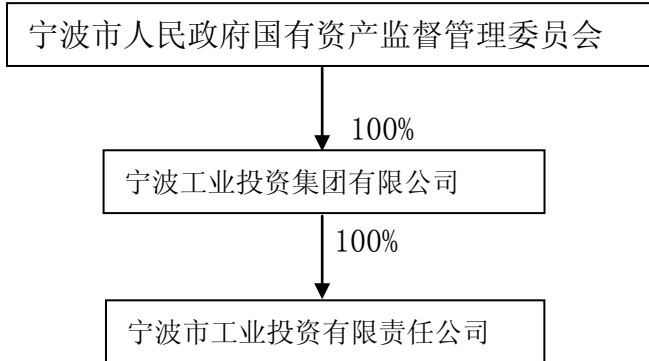 宁波市人民政府国有资产监督管理委员会
100%
宁波工业投资集团有限公司
100%
宁波市工业投资有限责任公司